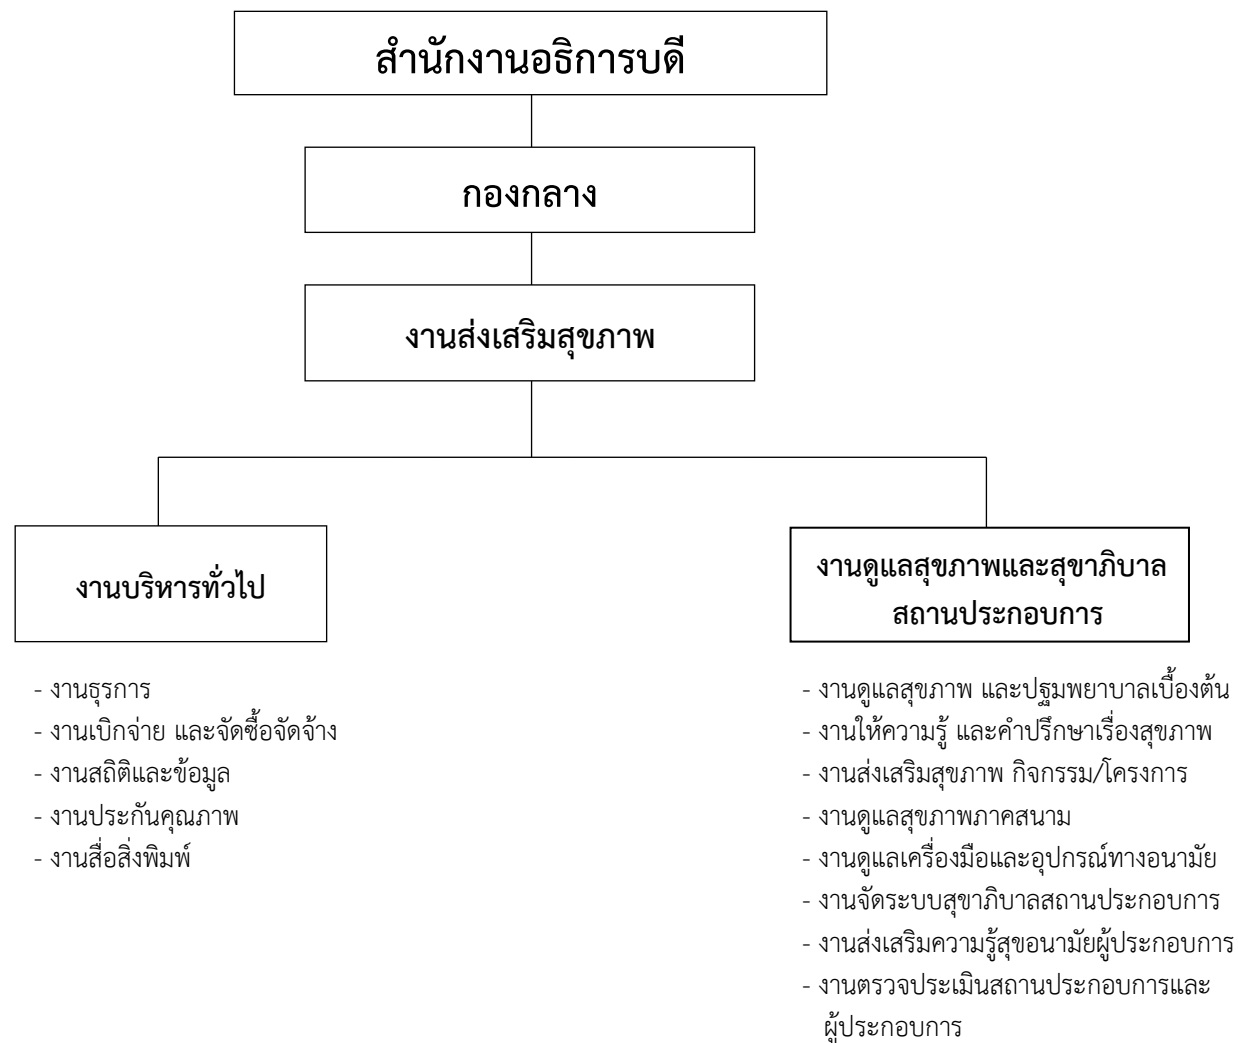 สำนักงานอธิการบดี
กองกลาง
งานส่งเสริมสุขภาพ
งานบริหารทั่วไป
- งานธุรการ
- งานเบิกจ่าย และจัดซื้อจัดจ้าง
- งานสถิติและข้อมูล
- งานประกันคุณภาพ
- งานสื่อสิ่งพิมพ์
งานดูแลสุขภาพและสุขาภิบาล
สถานประกอบการ
- งานดูแลสุขภาพ และปฐมพยาบาลเบื้องต้น
- งานให้ความรู้ และคำปรึกษาเรื่องสุขภาพ
- งานส่งเสริมสุขภาพ กิจกรรม/โครงการ
- งานดูแลสุขภาพภาคสนาม
- งานดูแลเครื่องมือและอุปกรณ์ทางอนามัย
- งานจัดระบบสุขาภิบาลสถานประกอบการ
- งานส่งเสริมความรู้สุขอนามัยผู้ประกอบการ
- งานตรวจประเมินสถานประกอบการและ
ผู้ประกอบการ